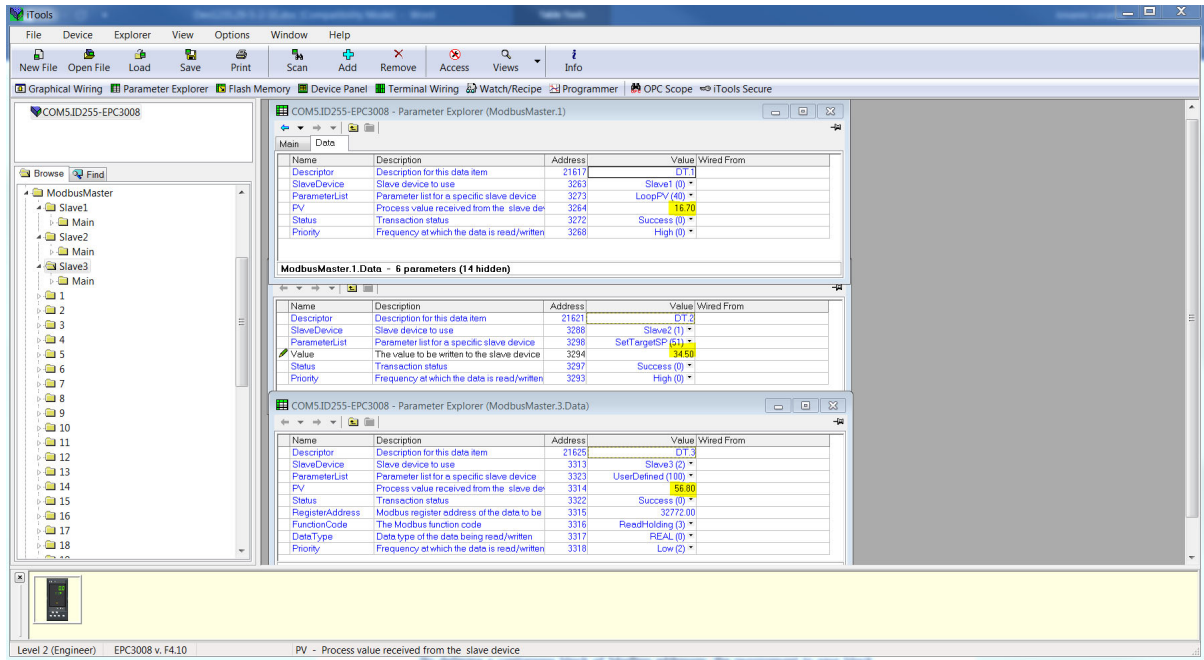 iTools
File Device Explorer View Options Window Help
New File Open File Load Save Print Scan Add Remove Access Views Info
Graphical Wiring Parameter Explorer Flash Memory Device Panel Terminal Wiring Watch/Recipe Programmer OPC Scope iTools Secure
COM5.ID255-EPC3008
Browse Find
ModbusMaster
Slave1
Main
Slave2
Main
Slave3
Main
1
2
3
4
5
6
7
8
9
10
11
12
13
14
15
16
17
18
COM5.ID255-EPC3008 - Parameter Explorer (ModbusMaster.1)
Main Data
Name Description Address Value Wired From
Descriptor Description for this data item 21617 DT.1
SlaveDevice Slave device to use 3263 Slave1 (0)
ParameterList Parameter list for a specific slave device 3273 LoopPV (40)
PV Process value received from the slave dev 3264 16.70
Status Transaction status 3272 Success (0)
Priority Frequency at which the data is read/written 3268 High (0)
ModbusMaster.1.Data - 6 parameters (14 hidden)
Name Description Address Value Wired From
Descriptor Description for this data item 21621 DT.2
SlaveDevice Slave device to use 3288 Slave2 (1)
ParameterList Parameter list for a specific slave device 3298 SetTargetSP (51)
Value The value to be written to the slave device 3294 34.50
Status Transaction status 3297 Success (0)
Priority Frequency at which the data is read/written 3293 High (0)
COM5.ID255-EPC3008 - Parameter Explorer (ModbusMaster.3.Data)
Name Description Address Value Wired From
Descriptor Description for this data item 21625 DT.3
SlaveDevice Slave device to use 3313 Slave3 (2)
ParameterList Parameter list for a specific slave device 3323 UserDefined (100)
PV Process value received from the slave dev 3314 56.80
Status Transaction status 3322 Success (0)
RegisterAddress Modbus register address of the data to be 3315 32772.00
FunctionCode The Modbus function code 3316 ReadHolding (3)
DataType Data type of the data being read/written 3317 REAL (0)
Priority Frequency at which the data is read/written 3318 Low (2)
Level 2 (Engineer) EPC3008 v. F4.10 PV - Process value received from the slave device